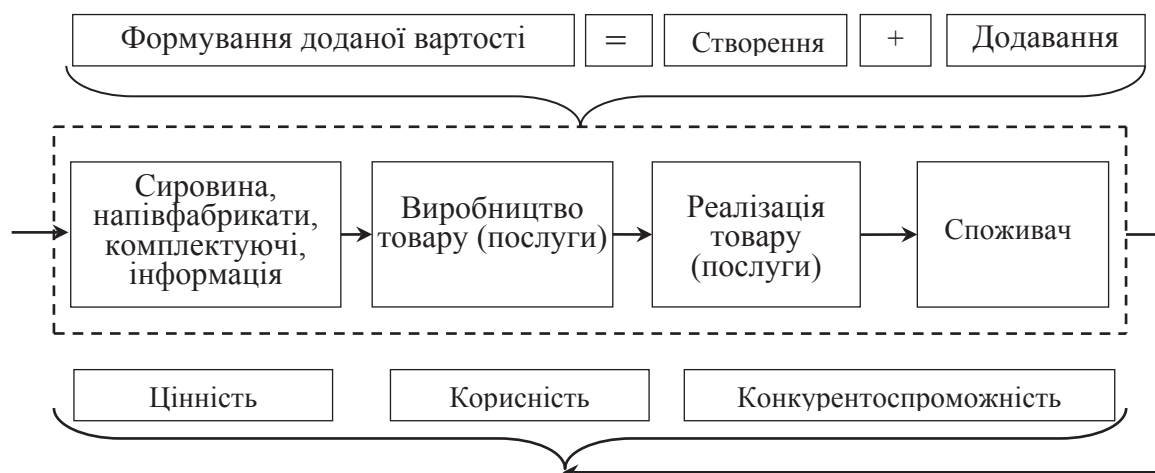 Формування доданої вартості = Створення + Додавання
Сировина,
напівфабрикати,
комплектуючі,
інформація
Виробництво
товару (послуги)
Реалізація
товару
(послуги)
Споживач
Цінність Корисність Конкурентоспроможність